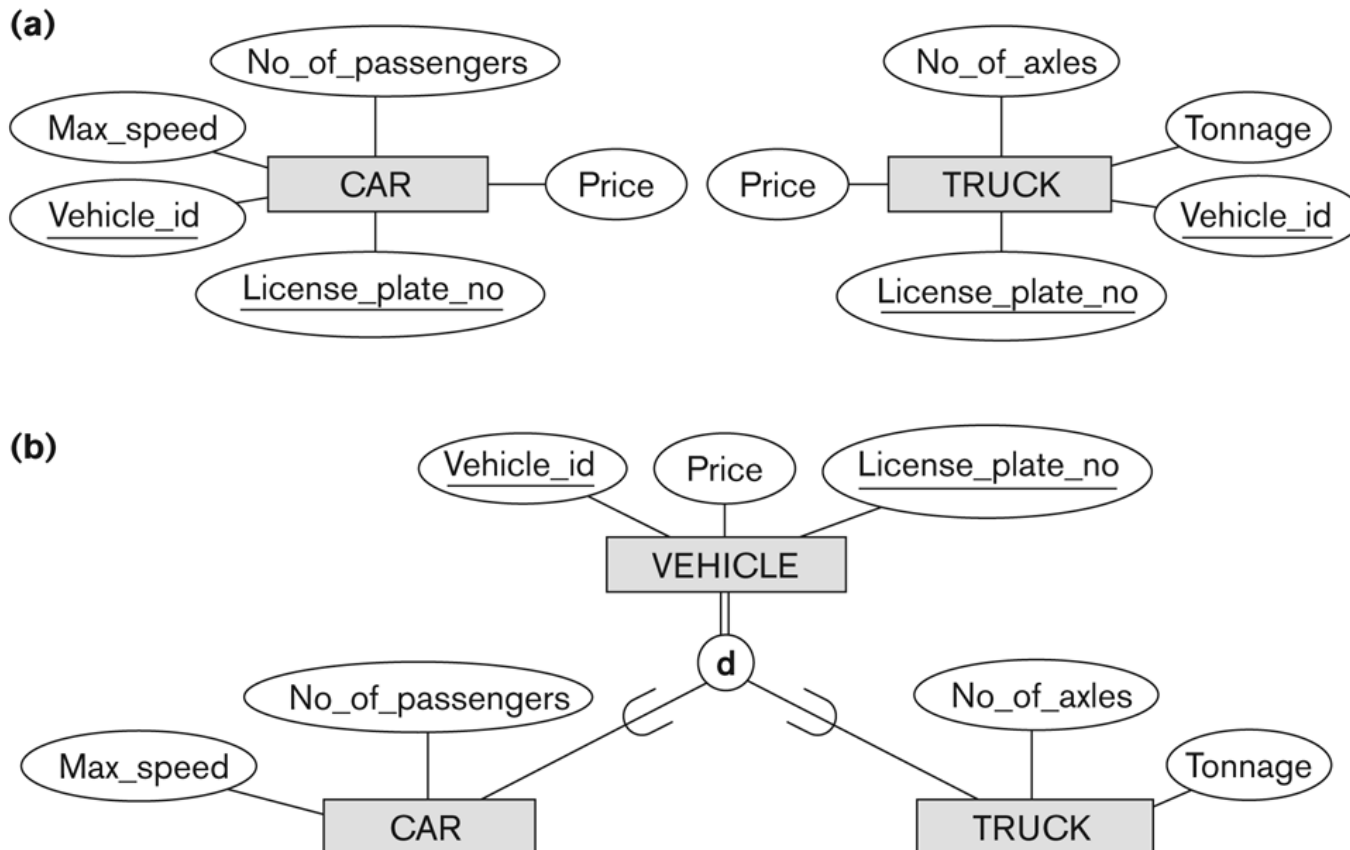 (a)
No_of_passengers
No_of_axles
Max_speed
Tonnage
CAR
Price
Price
TRUCK
Vehicle_id
Vehicle_id
License_plate_no
License_plate_no
(b)
Vehicle_id
Price
License_plate_no
VEHICLE
d
No_of_passengers
No_of_axles
Max_speed
Tonnage
CAR
TRUCK